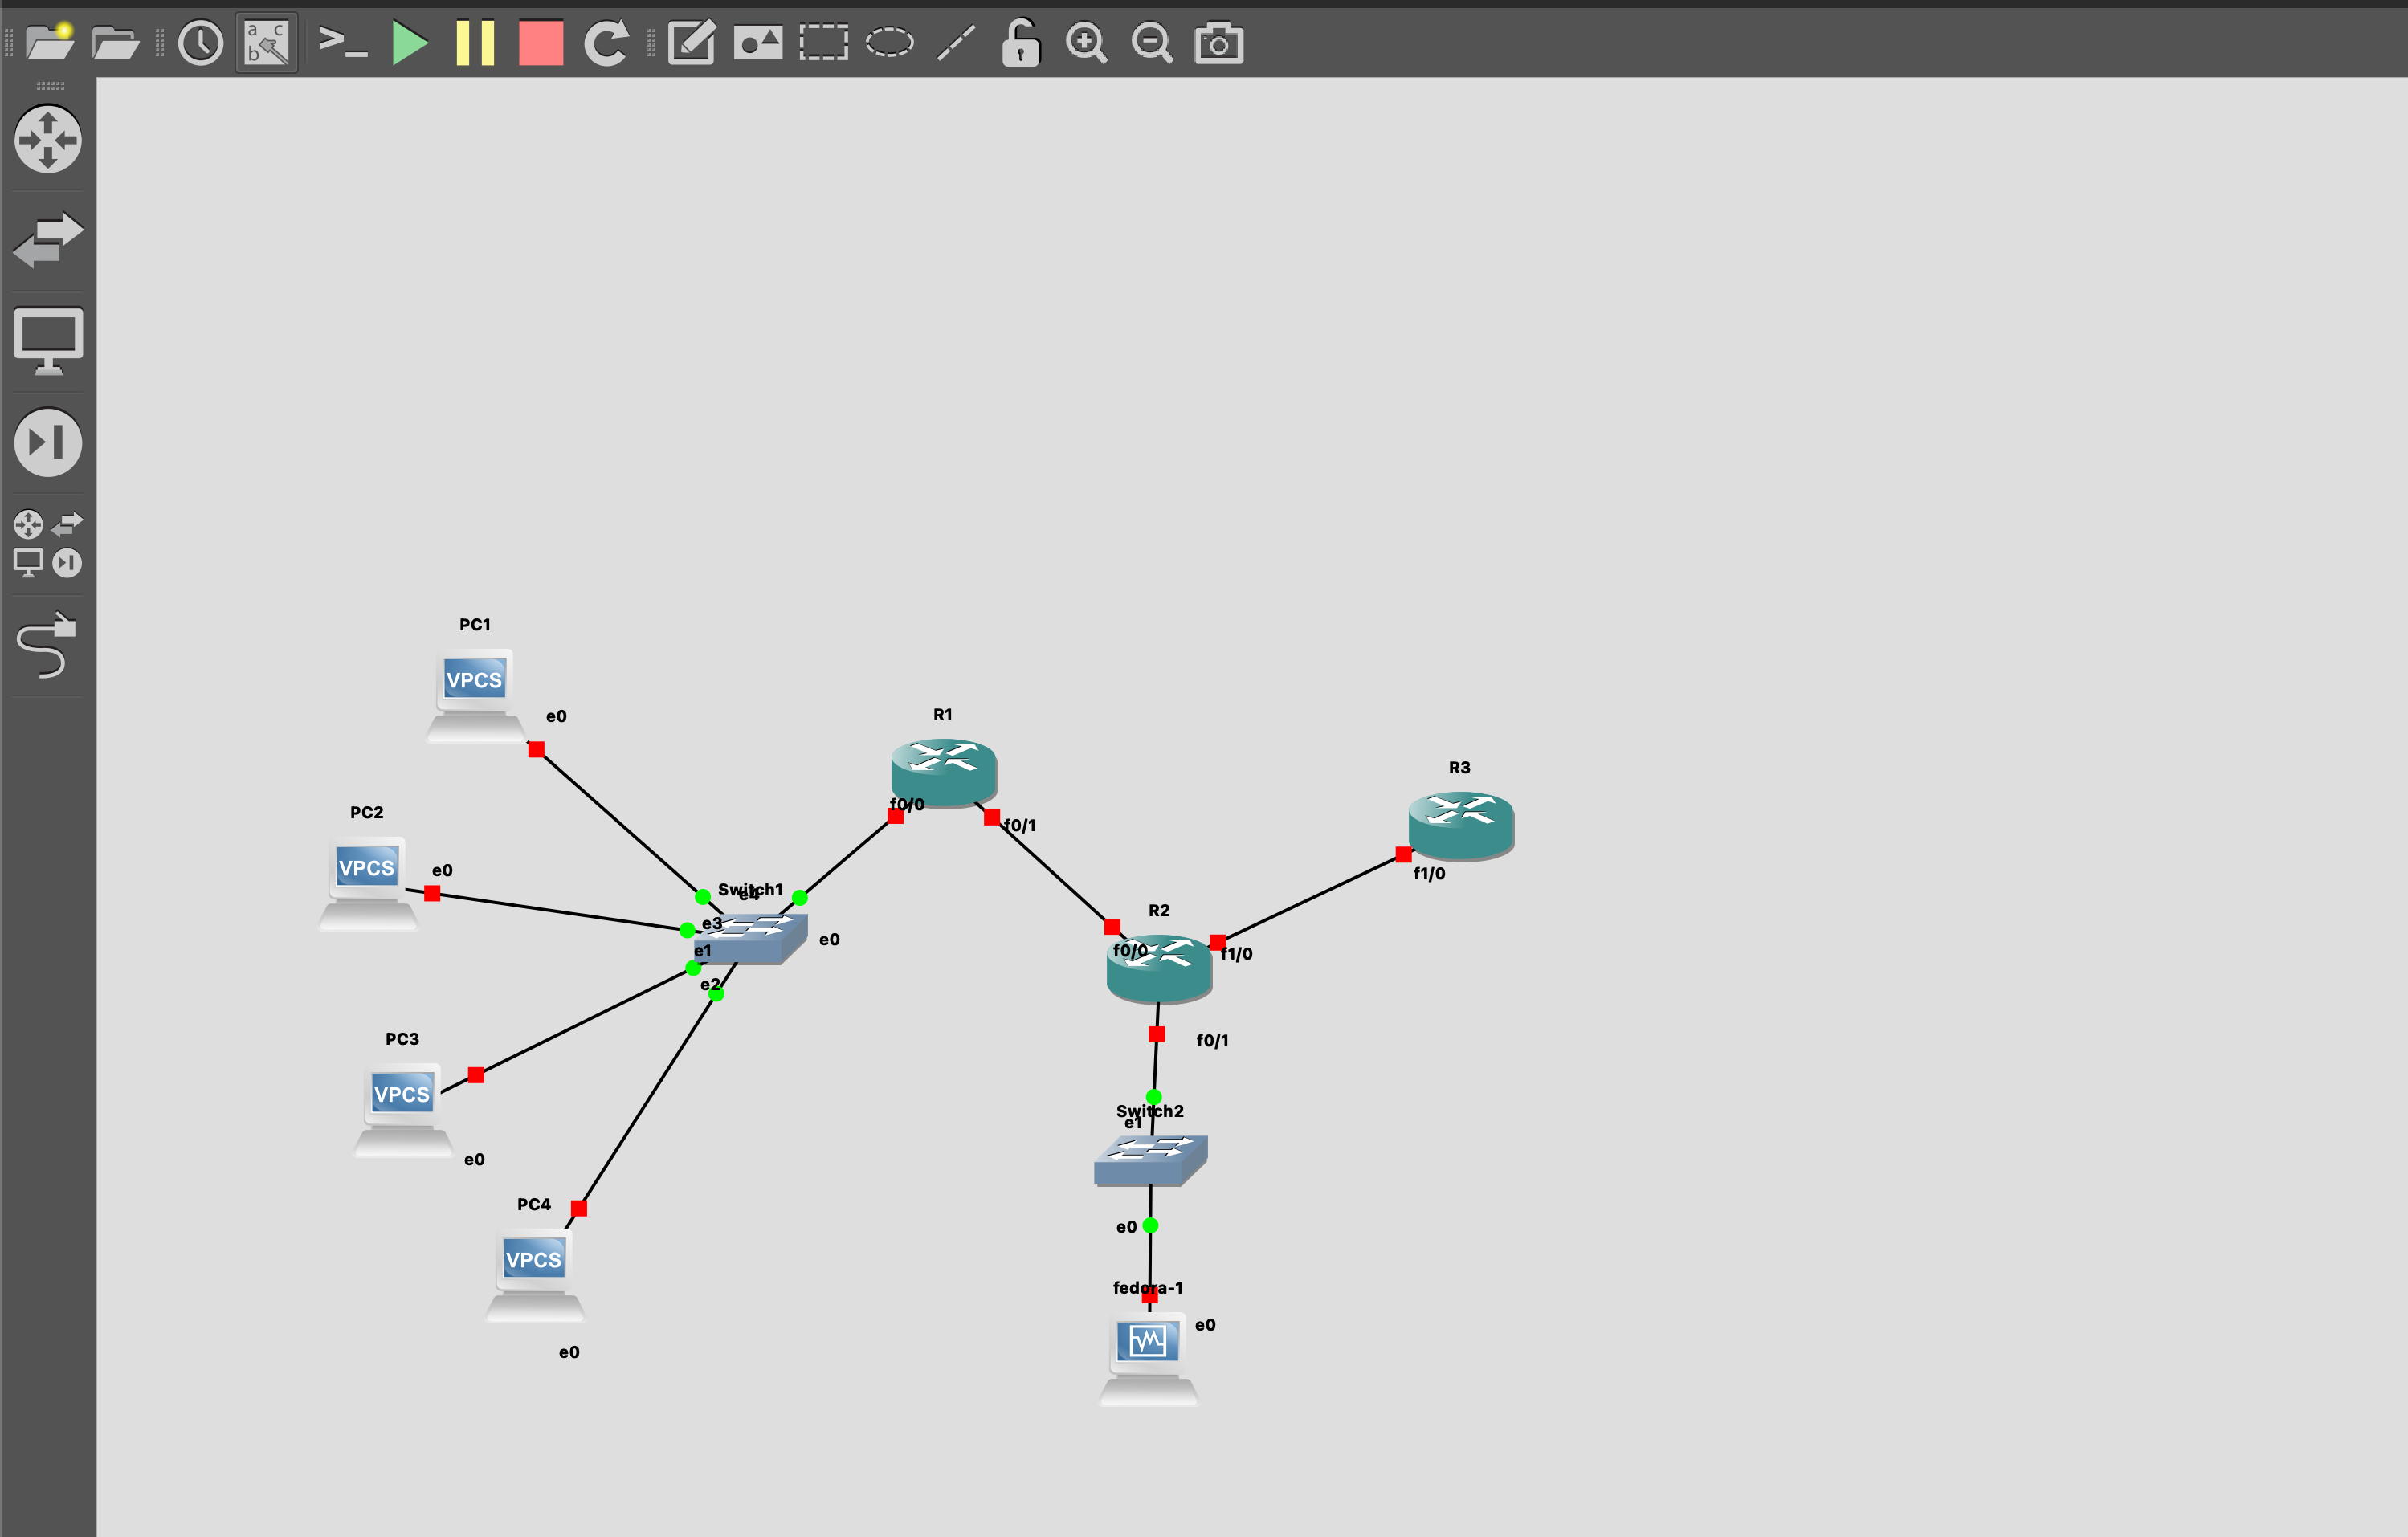 a c
b
>_
PC1
VPCS
e0
R1
R3
PC2
f0/0
f0/1
VPCS
e0
f1/0
Switch1
e4
R2
e3
e0
e1
f0/0
f1/0
e2
PC3
f0/1
VPCS
Switch2
e1
e0
PC4
e0
VPCS
fedora-1
e0
e0